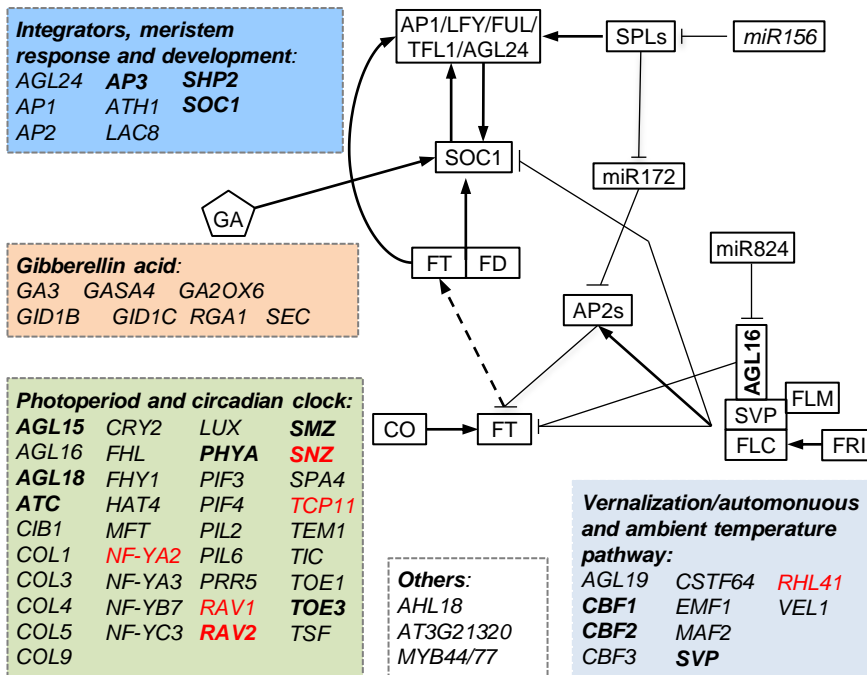 Integrators, meristem
response and development:
AGL24 AP3 SHP2
AP1 ATH1 SOC1
AP2 LAC8
AP1/LFY/FUL/
TFL1/AGL24
SPLs
miR156
SOC1
miR172
GA
miR824
FT FD
AP2s
AGL16
Gibberellin acid:
GA3 GASA4 GA2OX6
GID1B GID1C RGA1 SEC
CO
FT
SVP
FLM
FLC
FRI
Photoperiod and circadian clock:
AGL15 CRY2 LUX SMZ
AGL16 FHL PHYA SNZ
AGL18 FHY1 PIF3 SPA4
ATC HAT4 PIF4 TCP11
CIB1 MFT PIL2 TEM1
COL1 NF-YA2 PIL6 TIC
COL3 NF-YA3 PRR5 TOE1
COL4 NF-YB7 RAV1 TOE3
COL5 NF-YC3 RAV2 TSF
COL9
Others:
AHL18
AT3G21320
MYB44/77
Vernalization/automonuous
and ambient temperature
pathway:
AGL19 CSTF64 RHL41
CBF1 EMF1 VEL1
CBF2 MAF2
CBF3 SVP